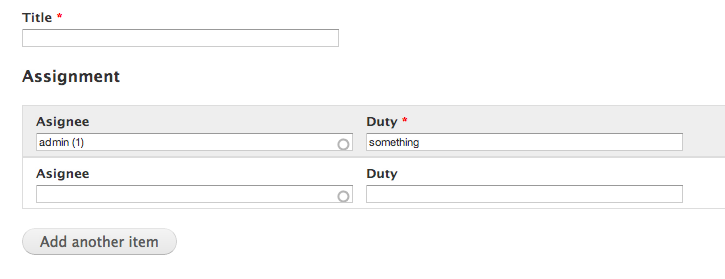 Title *
Assignment
Asignee Duty *
admin (1) something
Asignee Duty
Add another item